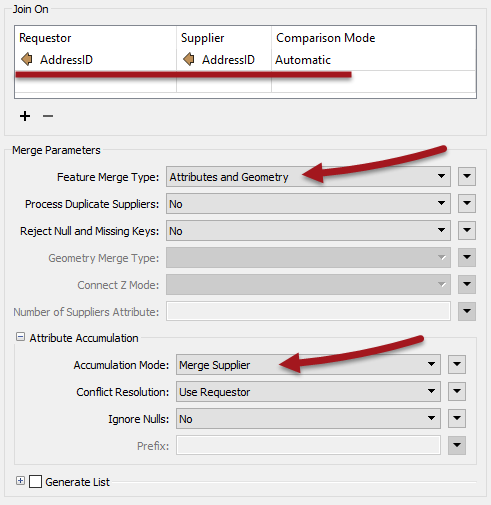 Join On
Requestor Supplier Comparison Mode
AddressID AddressID Automatic
Merge Parameters
Feature Merge Type: Attributes and Geometry
Process Duplicate Suppliers: No
Reject Null and Missing Keys: No
Geometry Merge Type:
Connect Z Mode:
Number of Suppliers Attribute:
Attribute Accumulation
Accumulation Mode: Merge Supplier
Conflict Resolution: Use Requestor
Ignore Nulls: No
Prefix:
Generate List